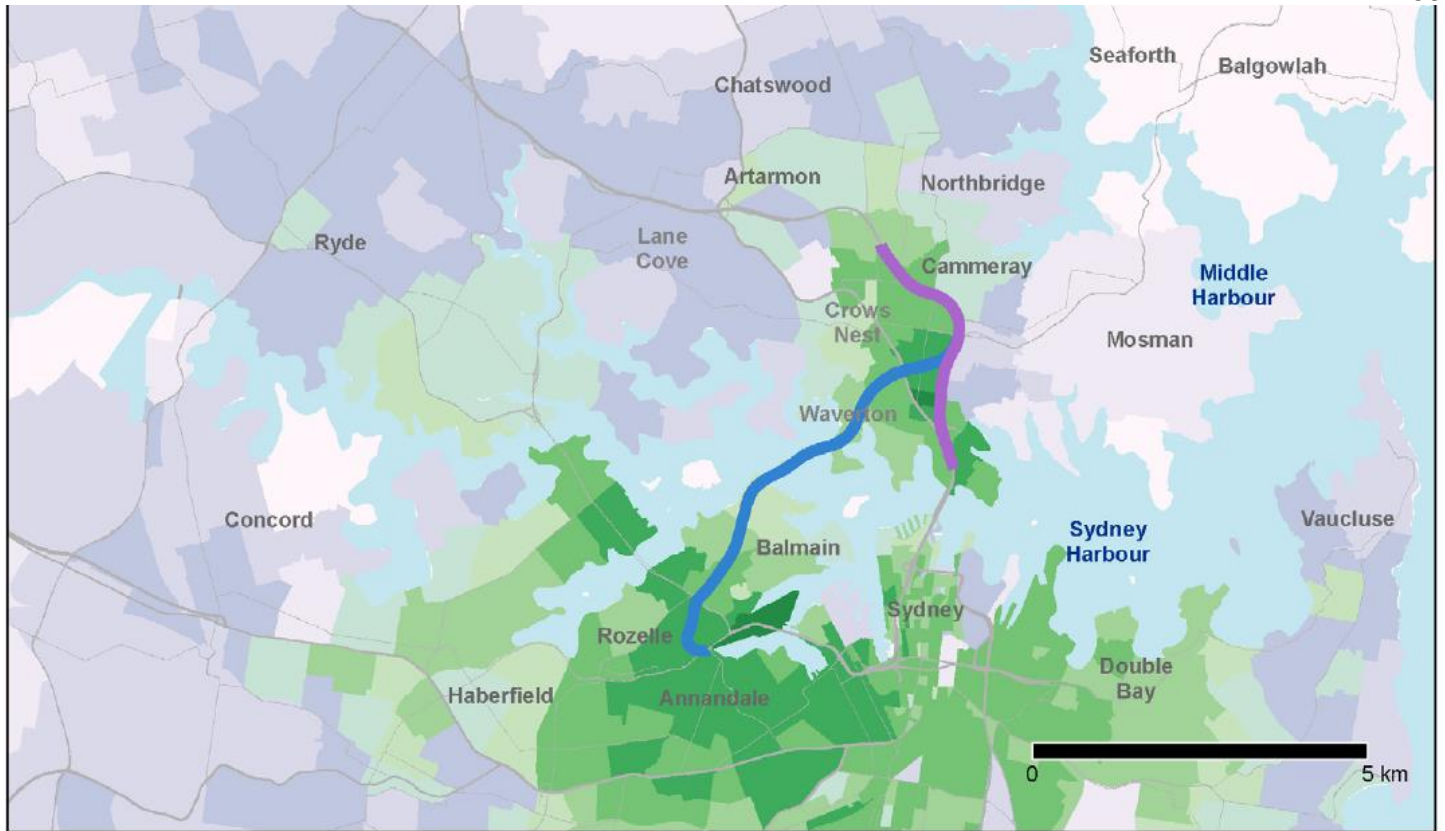 Seaforth
Balgowlah
Chatswood
Artarmon
Northbridge
Ryde
Lane
Cove
Cammeray
Middle
Harbour
Crows
Nest
Mosman
Waverton
Concord
Vaucluse
Sydney
Harbour
Balmain
Sydney
Rozelle
Double
Bay
Haberfield
Annandale
0
5 km